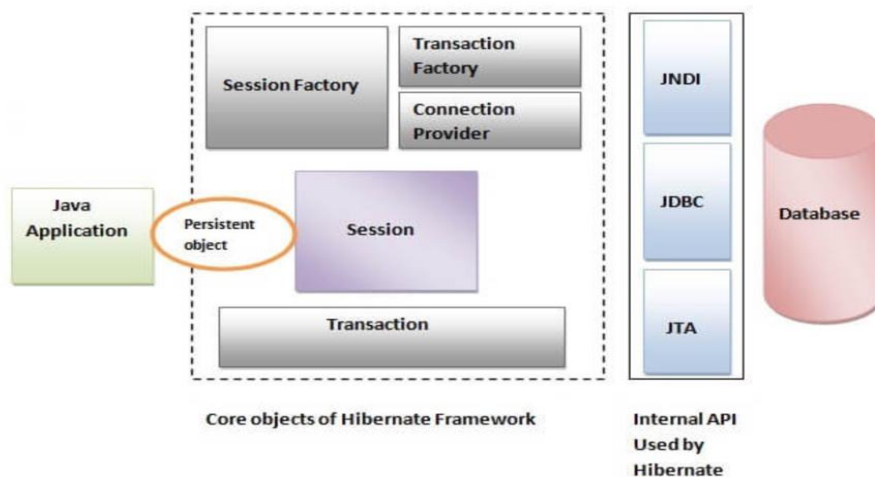 Session Factory
Transaction
Factory
Connection
Provider
JNDI
Java
Application
Persistent
object
Session
JDBC
Database
Transaction
JTA
Core objects of Hibernate Framework
Internal API
Used by
Hibernate